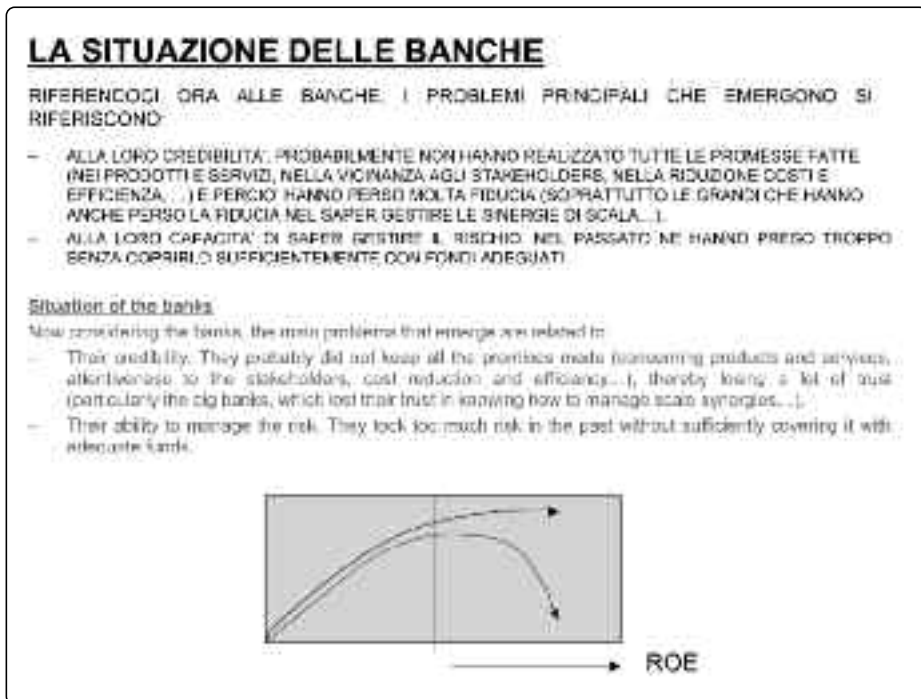 LA SITUAZIONE DELLE BANCHE
RIFERENDOCI ORA ALLE BANCHE, I PROBLEMI PRINCIPALI CHE EMERGONO SI
RIFERISCONO:
– ALLA LORO CREDIBILITA'. PROBABILMENTE NON HANNO REALIZZATO TUTTE LE PROMESSE FATTE
(NEI PRODOTTI E SERVIZI, NELLA VICINANZA AGLI STAKEHOLDERS, NELLA RIDUZIONE COSTI E
EFFICIENZA, ...) E PERCIO' HANNO PERSO MOLTA FIDUCIA (SOPRATTUTTO LE GRANDI CHE HANNO
ANCHE PERSO LA FIDUCIA NEL SAPER GESTIRE LE SINERGIE DI SCALA...).
– ALLA LORO CAPACITA' DI SAPER GESTIRE IL RISCHIO. NEL PASSATO NE HANNO PRESO TROPPO
SENZA COPRIRLO SUFFICIENTEMENTE CON FONDI ADEGUATI.
Situation of the banks
Now considering the banks, the main problems that emerge are related to:
– Their credibility. They probably did not keep all the promises made (concerning products and services,
attentiveness to the stakeholders, cost reduction and efficiency...), thereby losing a lot of trust
(particularly the big banks, which lost their trust in knowing how to manage scale synergies...).
– Their ability to manage the risk. They took too much risk in the past without sufficiently covering it with
adequate funds.
ROE